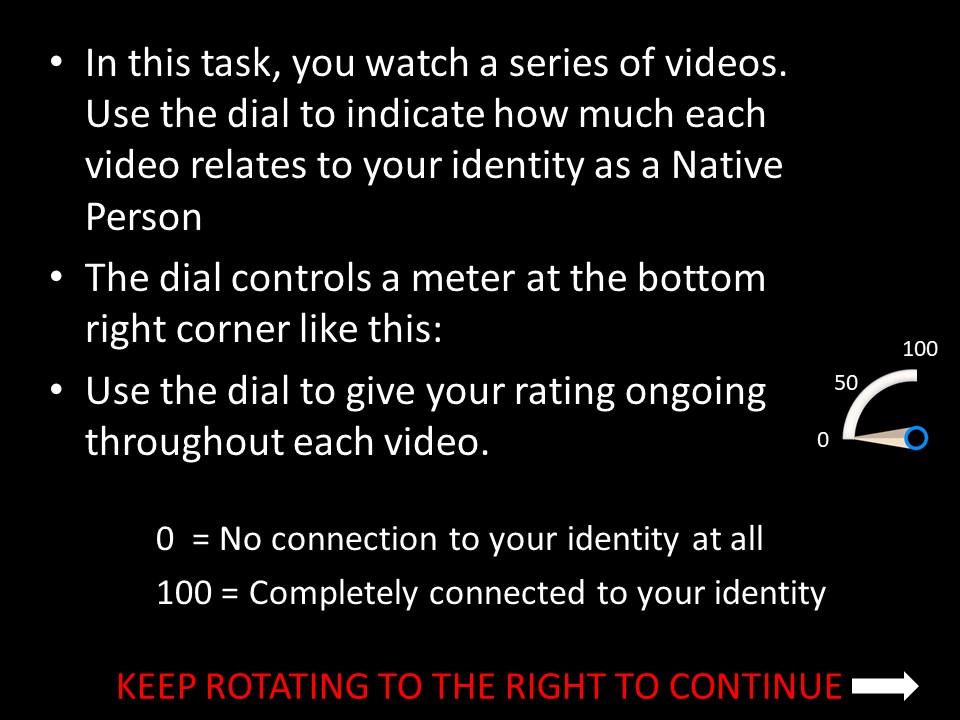 • In this task, you watch a series of videos.
Use the dial to indicate how much each
video relates to your identity as a Native
Person
• The dial controls a meter at the bottom
right corner like this:
• Use the dial to give your rating ongoing
throughout each video.
100
50
0
0 = No connection to your identity at all
100 = Completely connected to your identity
KEEP ROTATING TO THE RIGHT TO CONTINUE